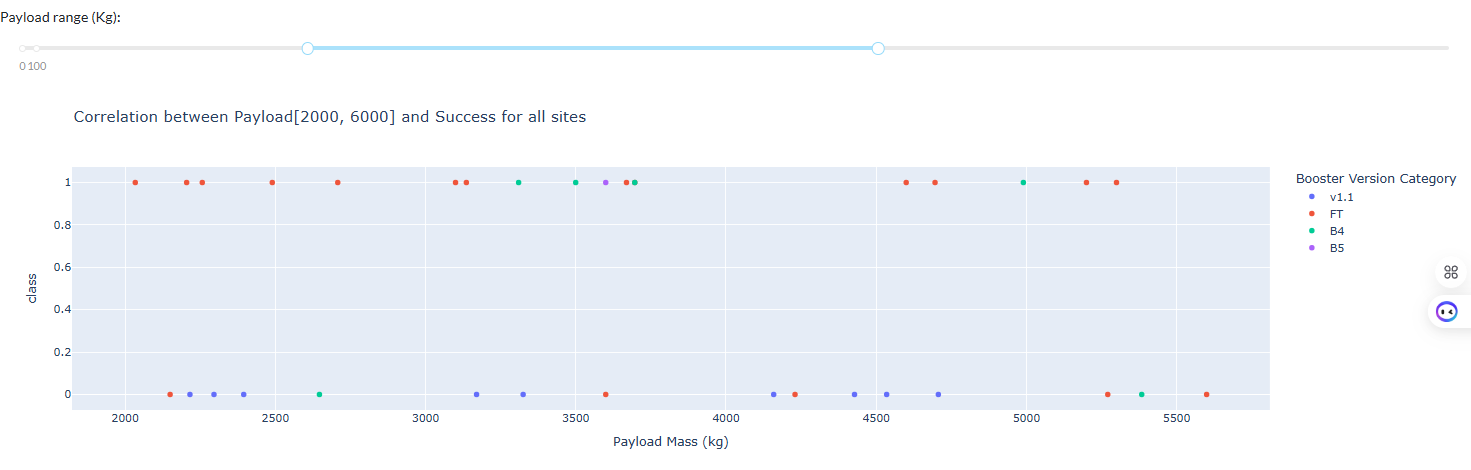 Payload range (Kg):
0 100
Correlation between Payload[2000, 6000] and Success for all sites
Booster Version Category
v1.1
FT
B4
B5
1
0.8
0.6
0.4
0.2
0
class
2000 2500 3000 3500 4000 4500 5000 5500
Payload Mass (kg)